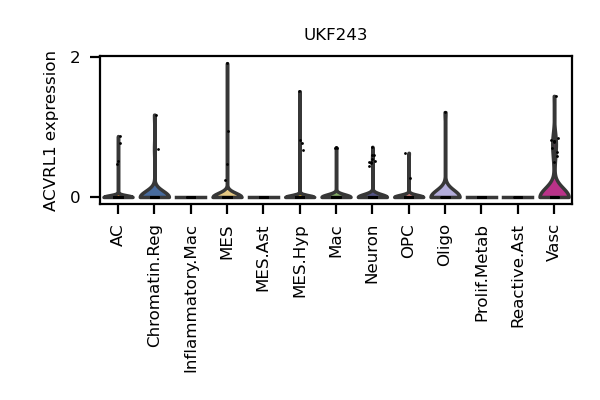 UKF243
ACVRL1 expression
2
0
AC
Chromatin.Reg
Inflammatory.Mac
MES
MES.Ast
MES.Hyp
Mac
Neuron
OPC
Oligo
Prolif.Metab
Reactive.Ast
Vasc